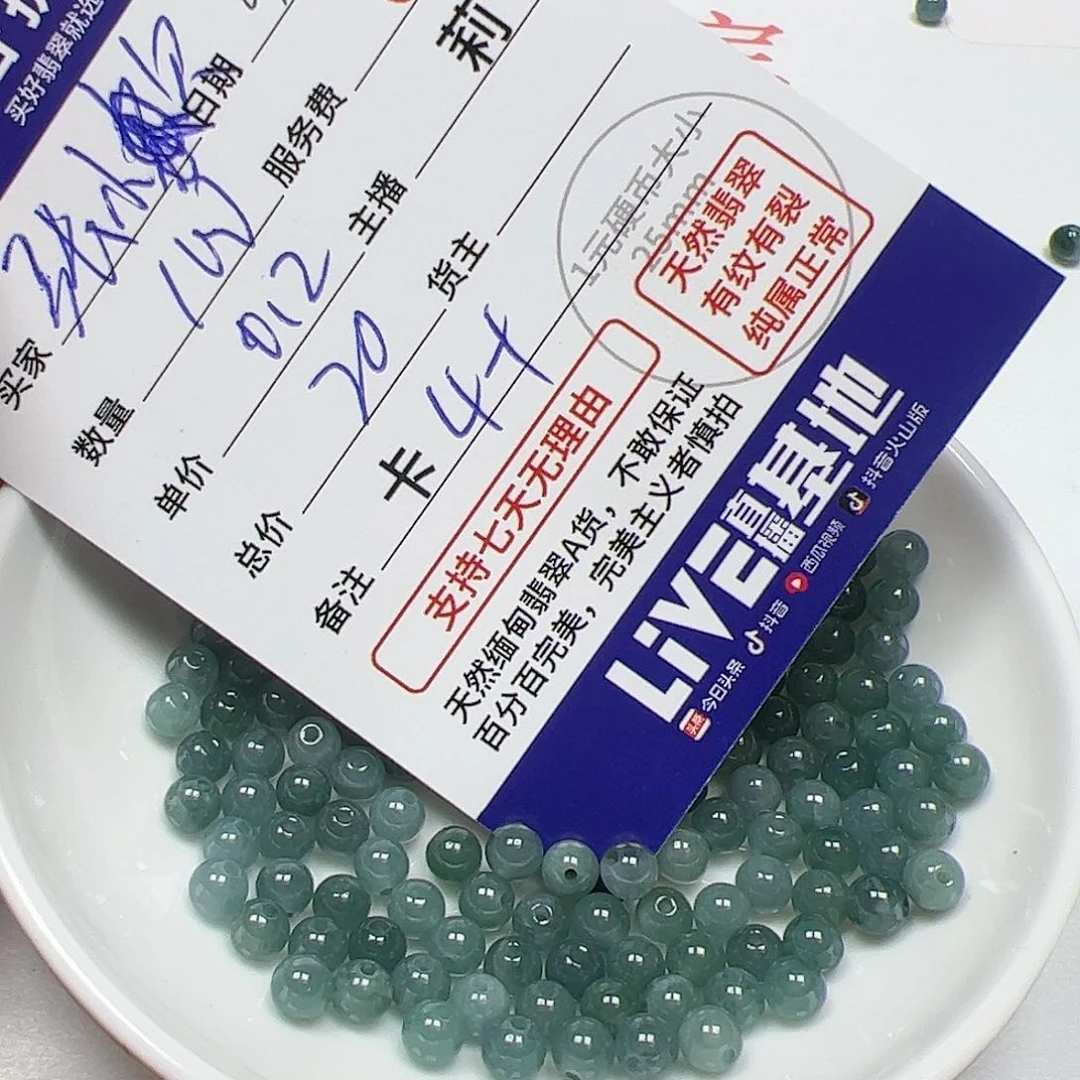 买好翡翠就选
买家
日期
数量
服务费
单价 012 主播 莉
总价 20 货主
备注 卡 44
1元硬币大小
25mm
天然翡翠
有纹有裂
纯属正常
支持七天无理由
天然缅甸翡翠A货，不敢保证
百分百完美，完美主义者慎拍
LiVE直播基地
头条 今日头条 抖音 西瓜视频 抖音火山版